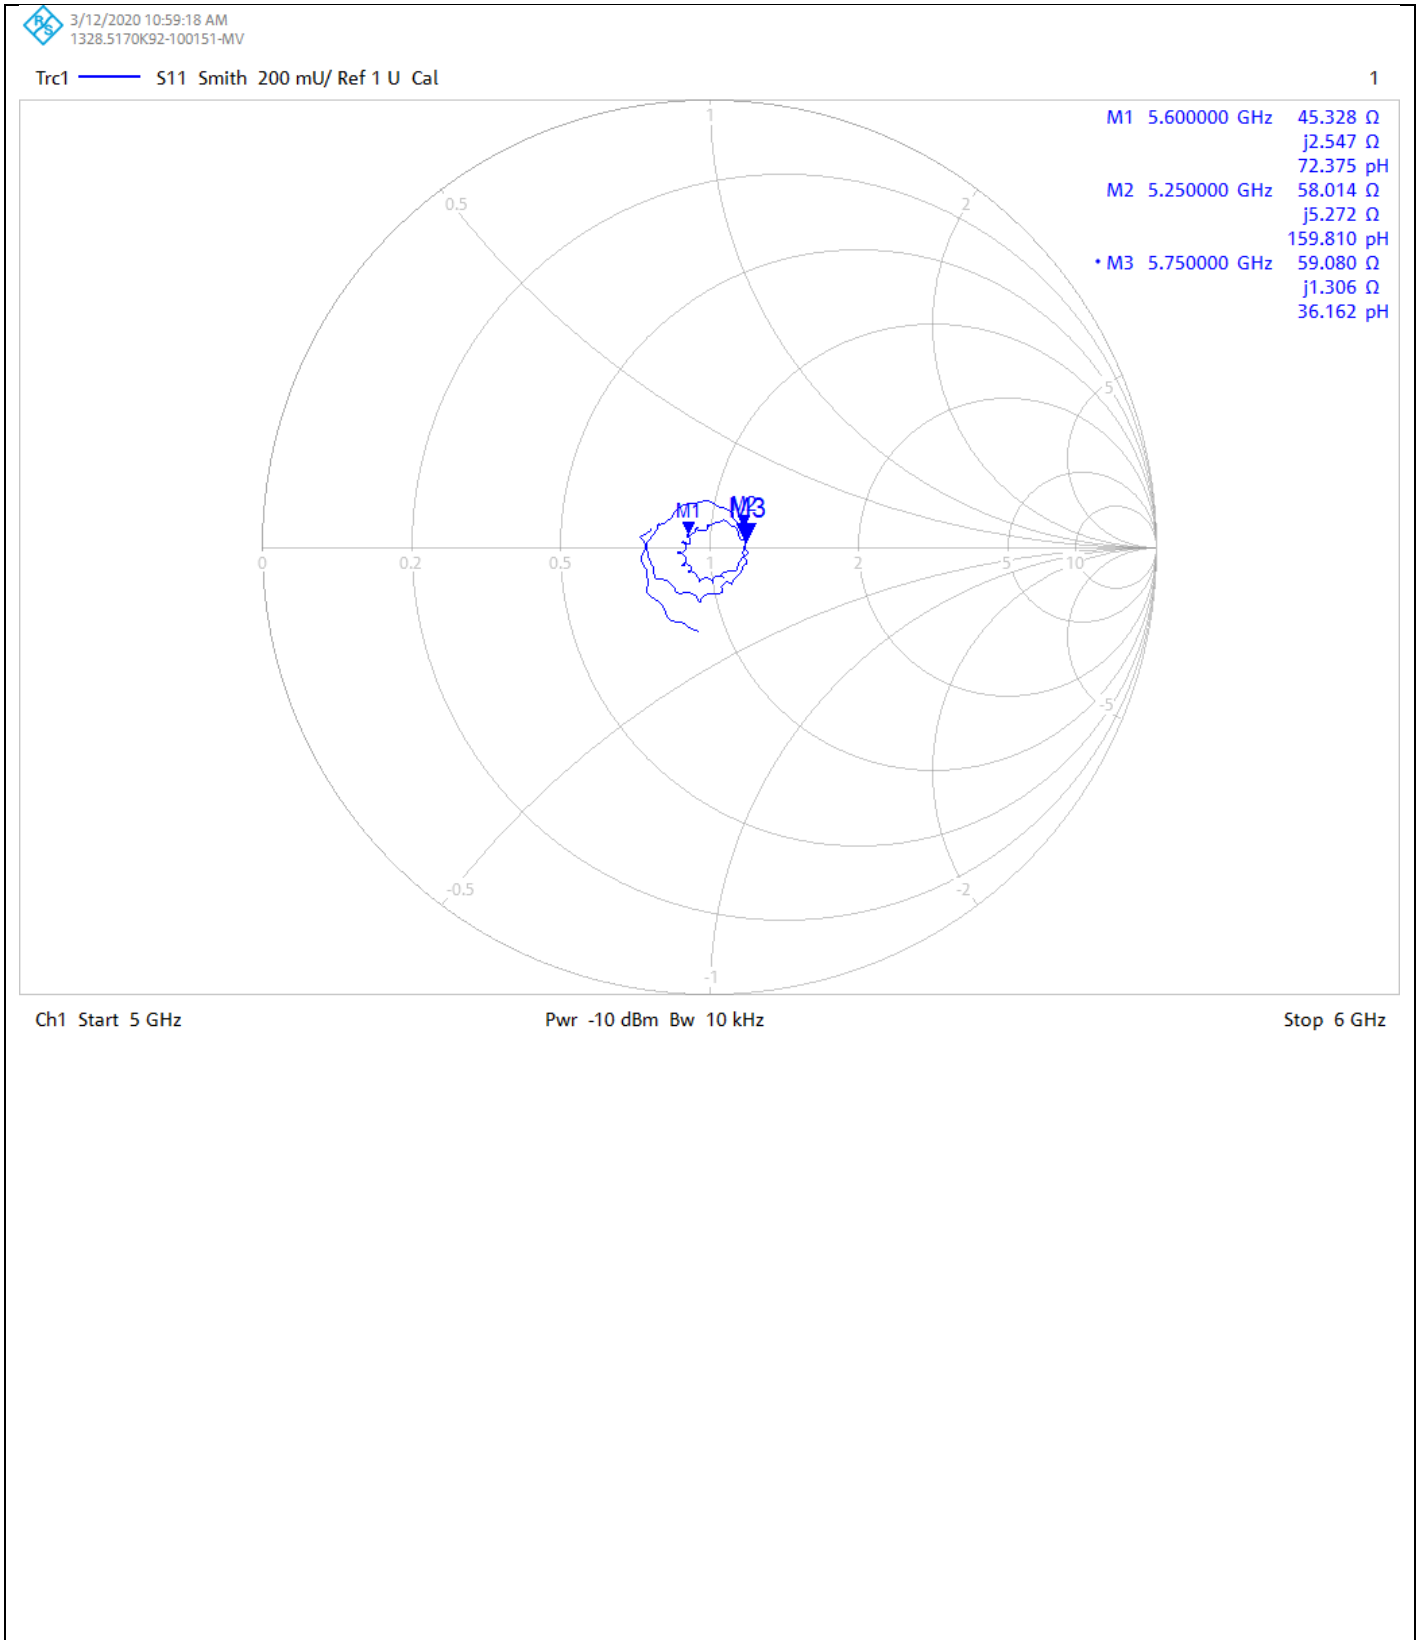 R&S
3/12/2020 10:59:18 AM
1328.5170K92-100151-MV
Trc1 S11 Smith 200 mU/ Ref 1 U Cal 1
M1 5.600000 GHz 45.328 Ω
j2.547 Ω
72.375 pH
M2 5.250000 GHz 58.014 Ω
j5.272 Ω
159.810 pH
• M3 5.750000 GHz 59.080 Ω
j1.306 Ω
36.162 pH
1
0.5 2
5
M1 M2 M3
0 0.2 0.5 1 2 5 10
-5
-0.5 -2
-1
Ch1 Start 5 GHz Pwr -10 dBm Bw 10 kHz Stop 6 GHz